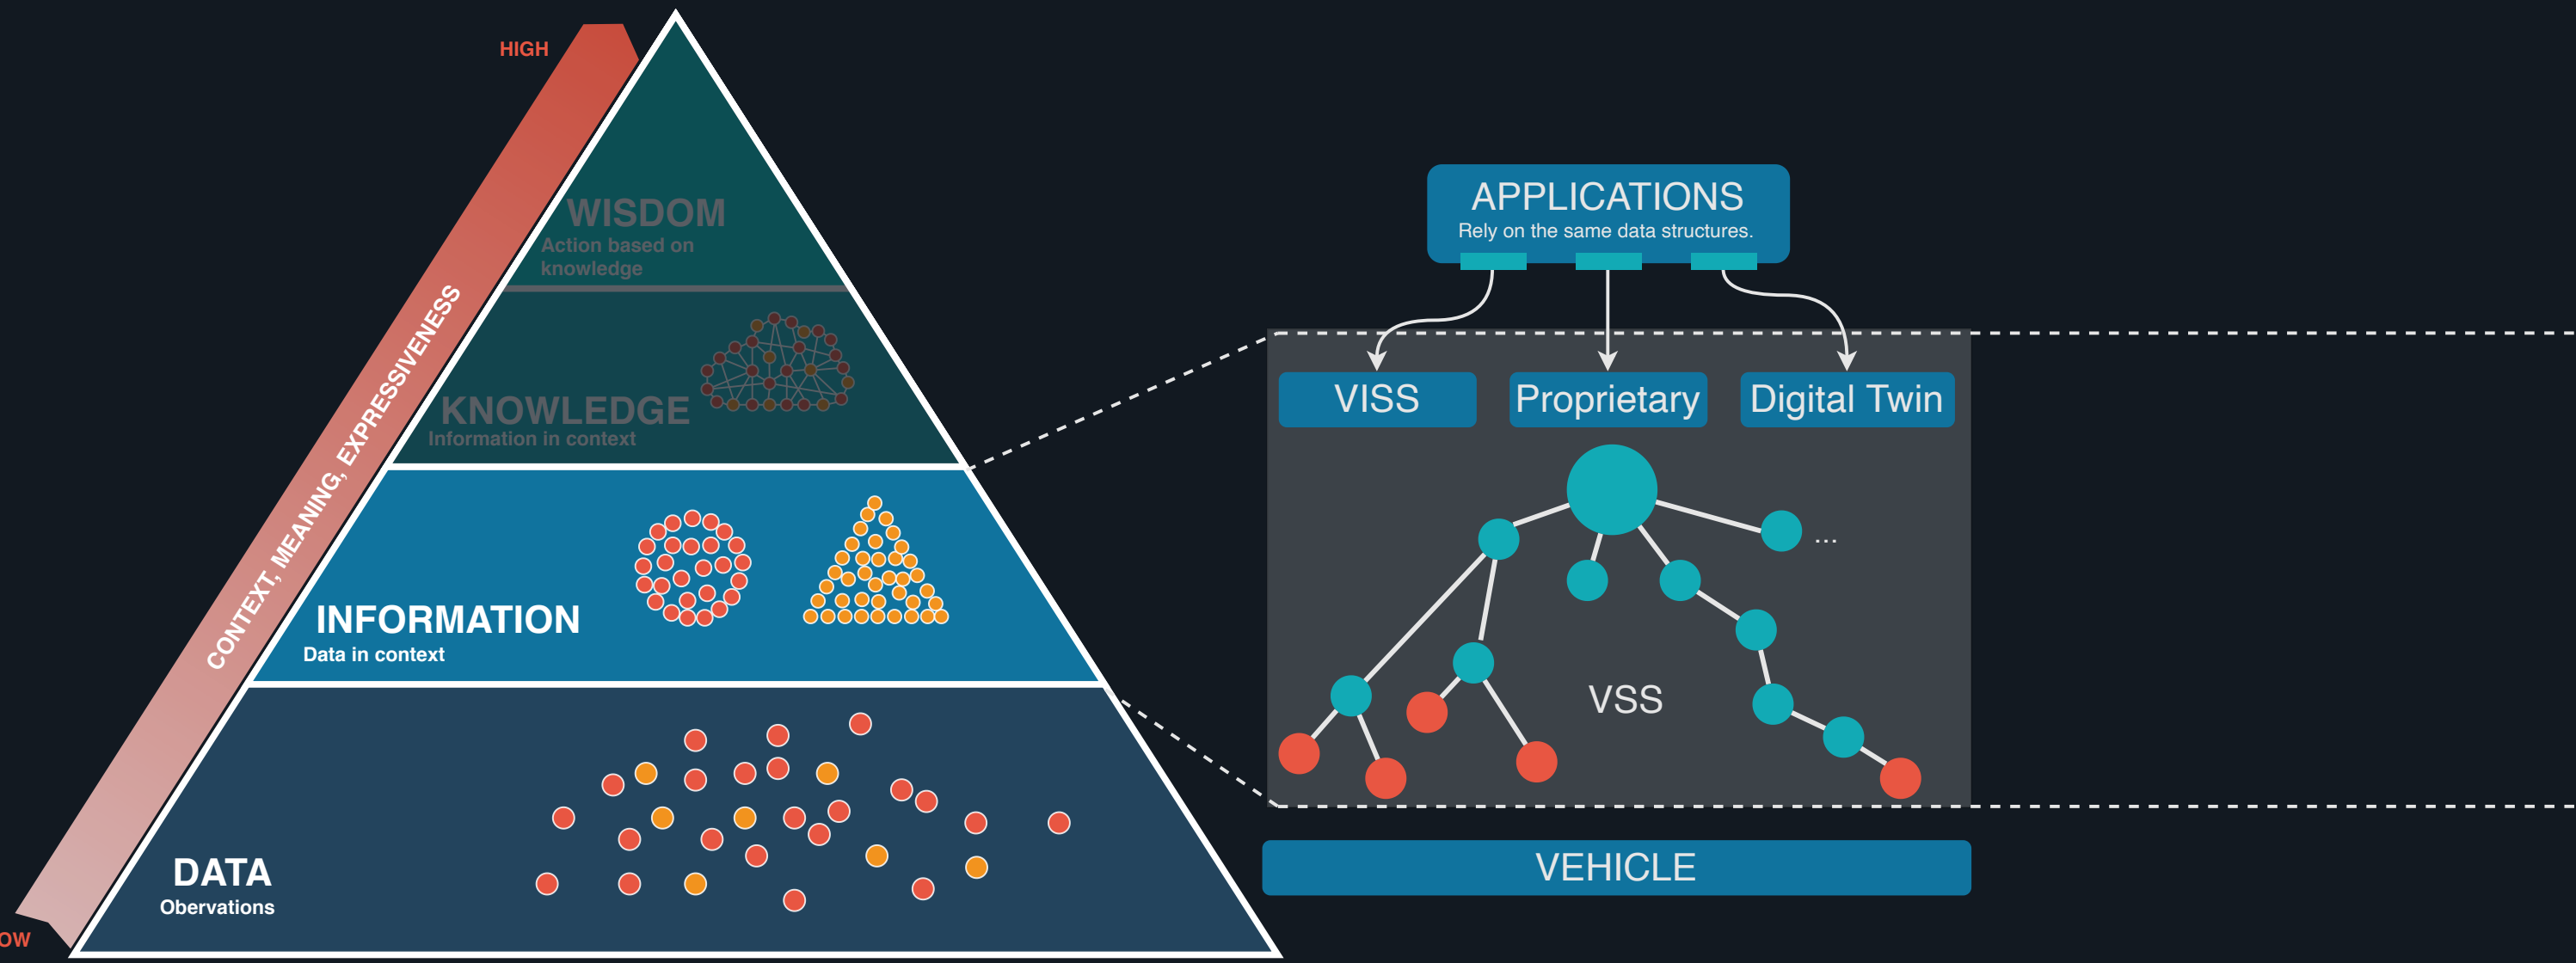 HIGH
CONTEXT, MEANING, EXPRESSIVENESS
OW
WISDOM
Action based on
knowledge
KNOWLEDGE
Information in context
INFORMATION
Data in context
DATA
Obervations
APPLICATIONS
Rely on the same data structures.
VISS
Proprietary
Digital Twin
...
VSS
VEHICLE